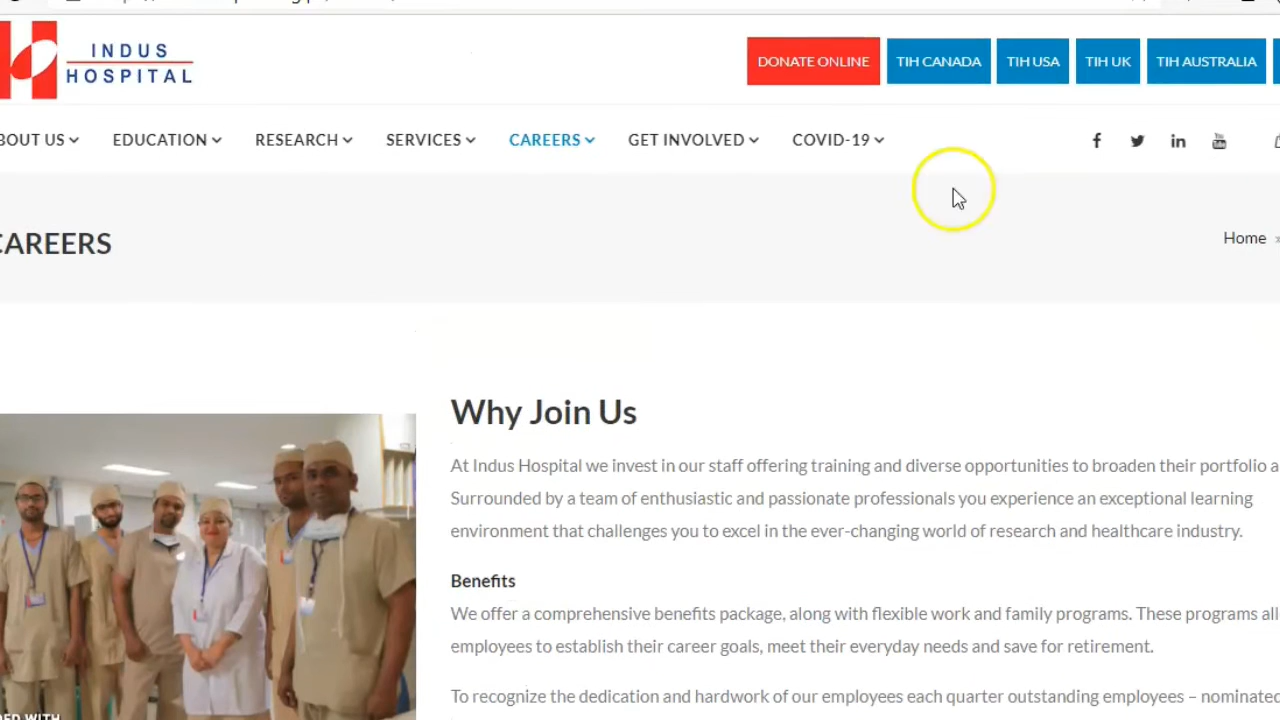 INDUS
HOSPITAL
DONATE ONLINE
TIH CANADA
TIH USA
TIH UK
TIH AUSTRALIA
BOUT US
EDUCATION
RESEARCH
SERVICES
CAREERS
GET INVOLVED
COVID-19
CAREERS
Home »
Why Join Us
At Indus Hospital we invest in our staff offering training and diverse opportunities to broaden their portfolio a
Surrounded by a team of enthusiastic and passionate professionals you experience an exceptional learning
environment that challenges you to excel in the ever-changing world of research and healthcare industry.
Benefits
We offer a comprehensive benefits package, along with flexible work and family programs. These programs all
employees to establish their career goals, meet their everyday needs and save for retirement.
To recognize the dedication and hardwork of our employees each quarter outstanding employees – nominated
WITH